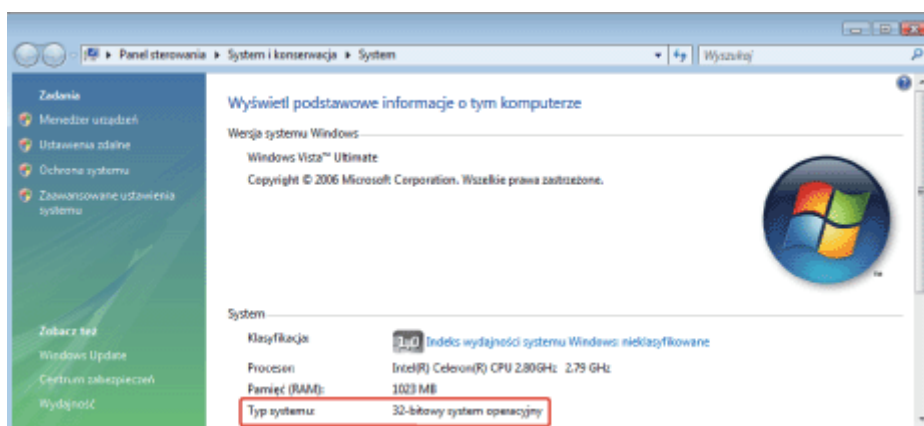 Panel sterowania ▸ System i konserwacja ▸ System
Wyszukaj
Zadania
Menedżer urządzeń
Ustawienia zdalne
Ochrona systemu
Zaawansowane ustawienia
systemu
Zobacz też
Windows Update
Centrum zabezpieczeń
Wydajność
Wyświetl podstawowe informacje o tym komputerze
Wersja systemu Windows
Windows Vista™ Ultimate
Copyright © 2006 Microsoft Corporation. Wszelkie prawa zastrzeżone.
System
Klasyfikacja: 1,0 Indeks wydajności systemu Windows: nieklasyfikowane
Procesor: Intel(R) Celeron(R) CPU 2.80GHz 2.79 GHz
Pamięć (RAM): 1023 MB
Typ systemu: 32-bitowy system operacyjny